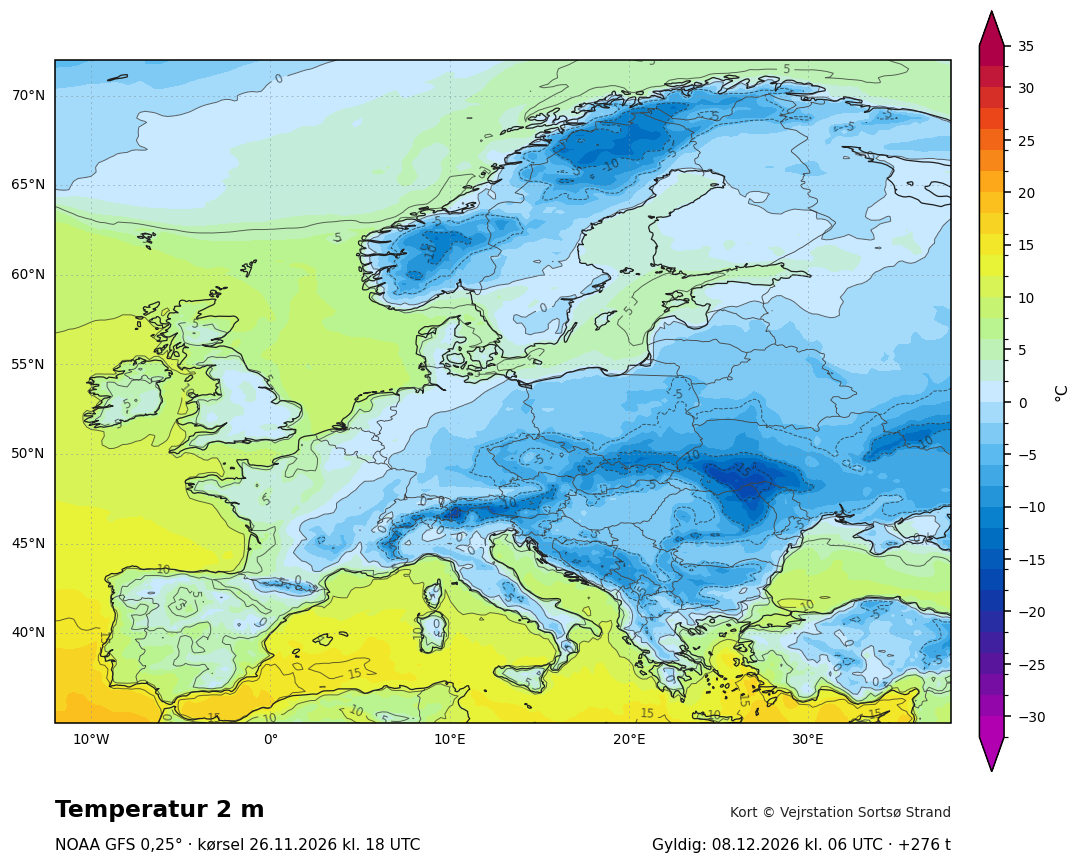 35
30
25
20
15
10
5
0
−5
−10
−15
−20
−25
−30
°C
70°N
65°N
60°N
55°N
50°N
45°N
40°N
10°W 0° 10°E 20°E 30°E
Temperatur 2 m
Kort © Vejrstation Sortsø Strand
NOAA GFS 0,25° · kørsel 26.11.2026 kl. 18 UTC
Gyldig: 08.12.2026 kl. 06 UTC · +276 t